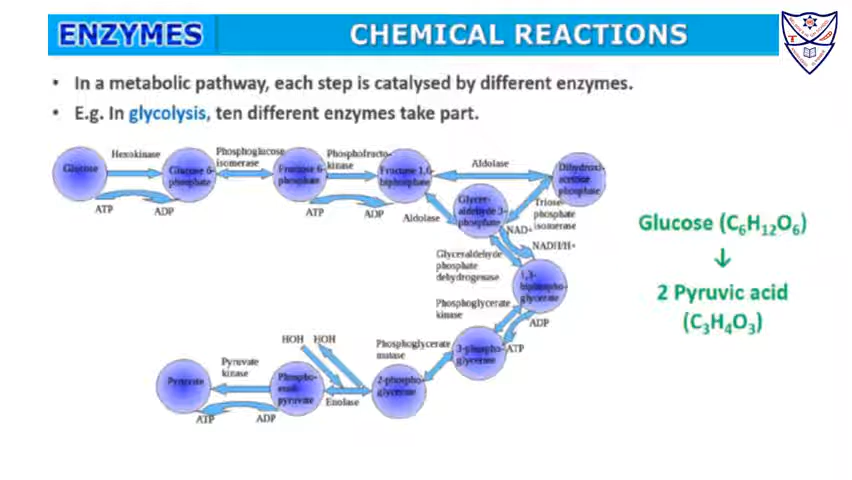 ENZYMES
CHEMICAL REACTIONS
• In a metabolic pathway, each step is catalysed by different enzymes.
• E.g. In glycolysis, ten different enzymes take part.
Glucose
Hexokinase
Glucose 6-
phosphate
Phosphoglucose
isomerase
Fructose 6-
phosphate
Phosphofructo-
kinase
Fructose 1,6-
biphosphate
Aldolase
Dihydroxi-
acetone
phosphate
ATP
ADP
ATP
ADP
Aldolase
Glycer-
aldehyde 3-
phosphate
Triose-
phosphate
isomerase
NAD+
NADH/H+
Glyceraldehyde
phosphate
dehydrogenase
1,3-
biphospho-
glycerate
Phosphoglycerate
kinase
ADP
ATP
3-phospho-
glycerate
Phosphoglycerate
mutase
2-phospho-
glycerate
HOH
HOH
Enolase
Phospho-
enol-
pyruvate
Pyruvate
kinase
ADP
ATP
Pyruvate
Glucose (C₆H₁₂O₆)
↓
2 Pyruvic acid
(C₃H₄O₃)